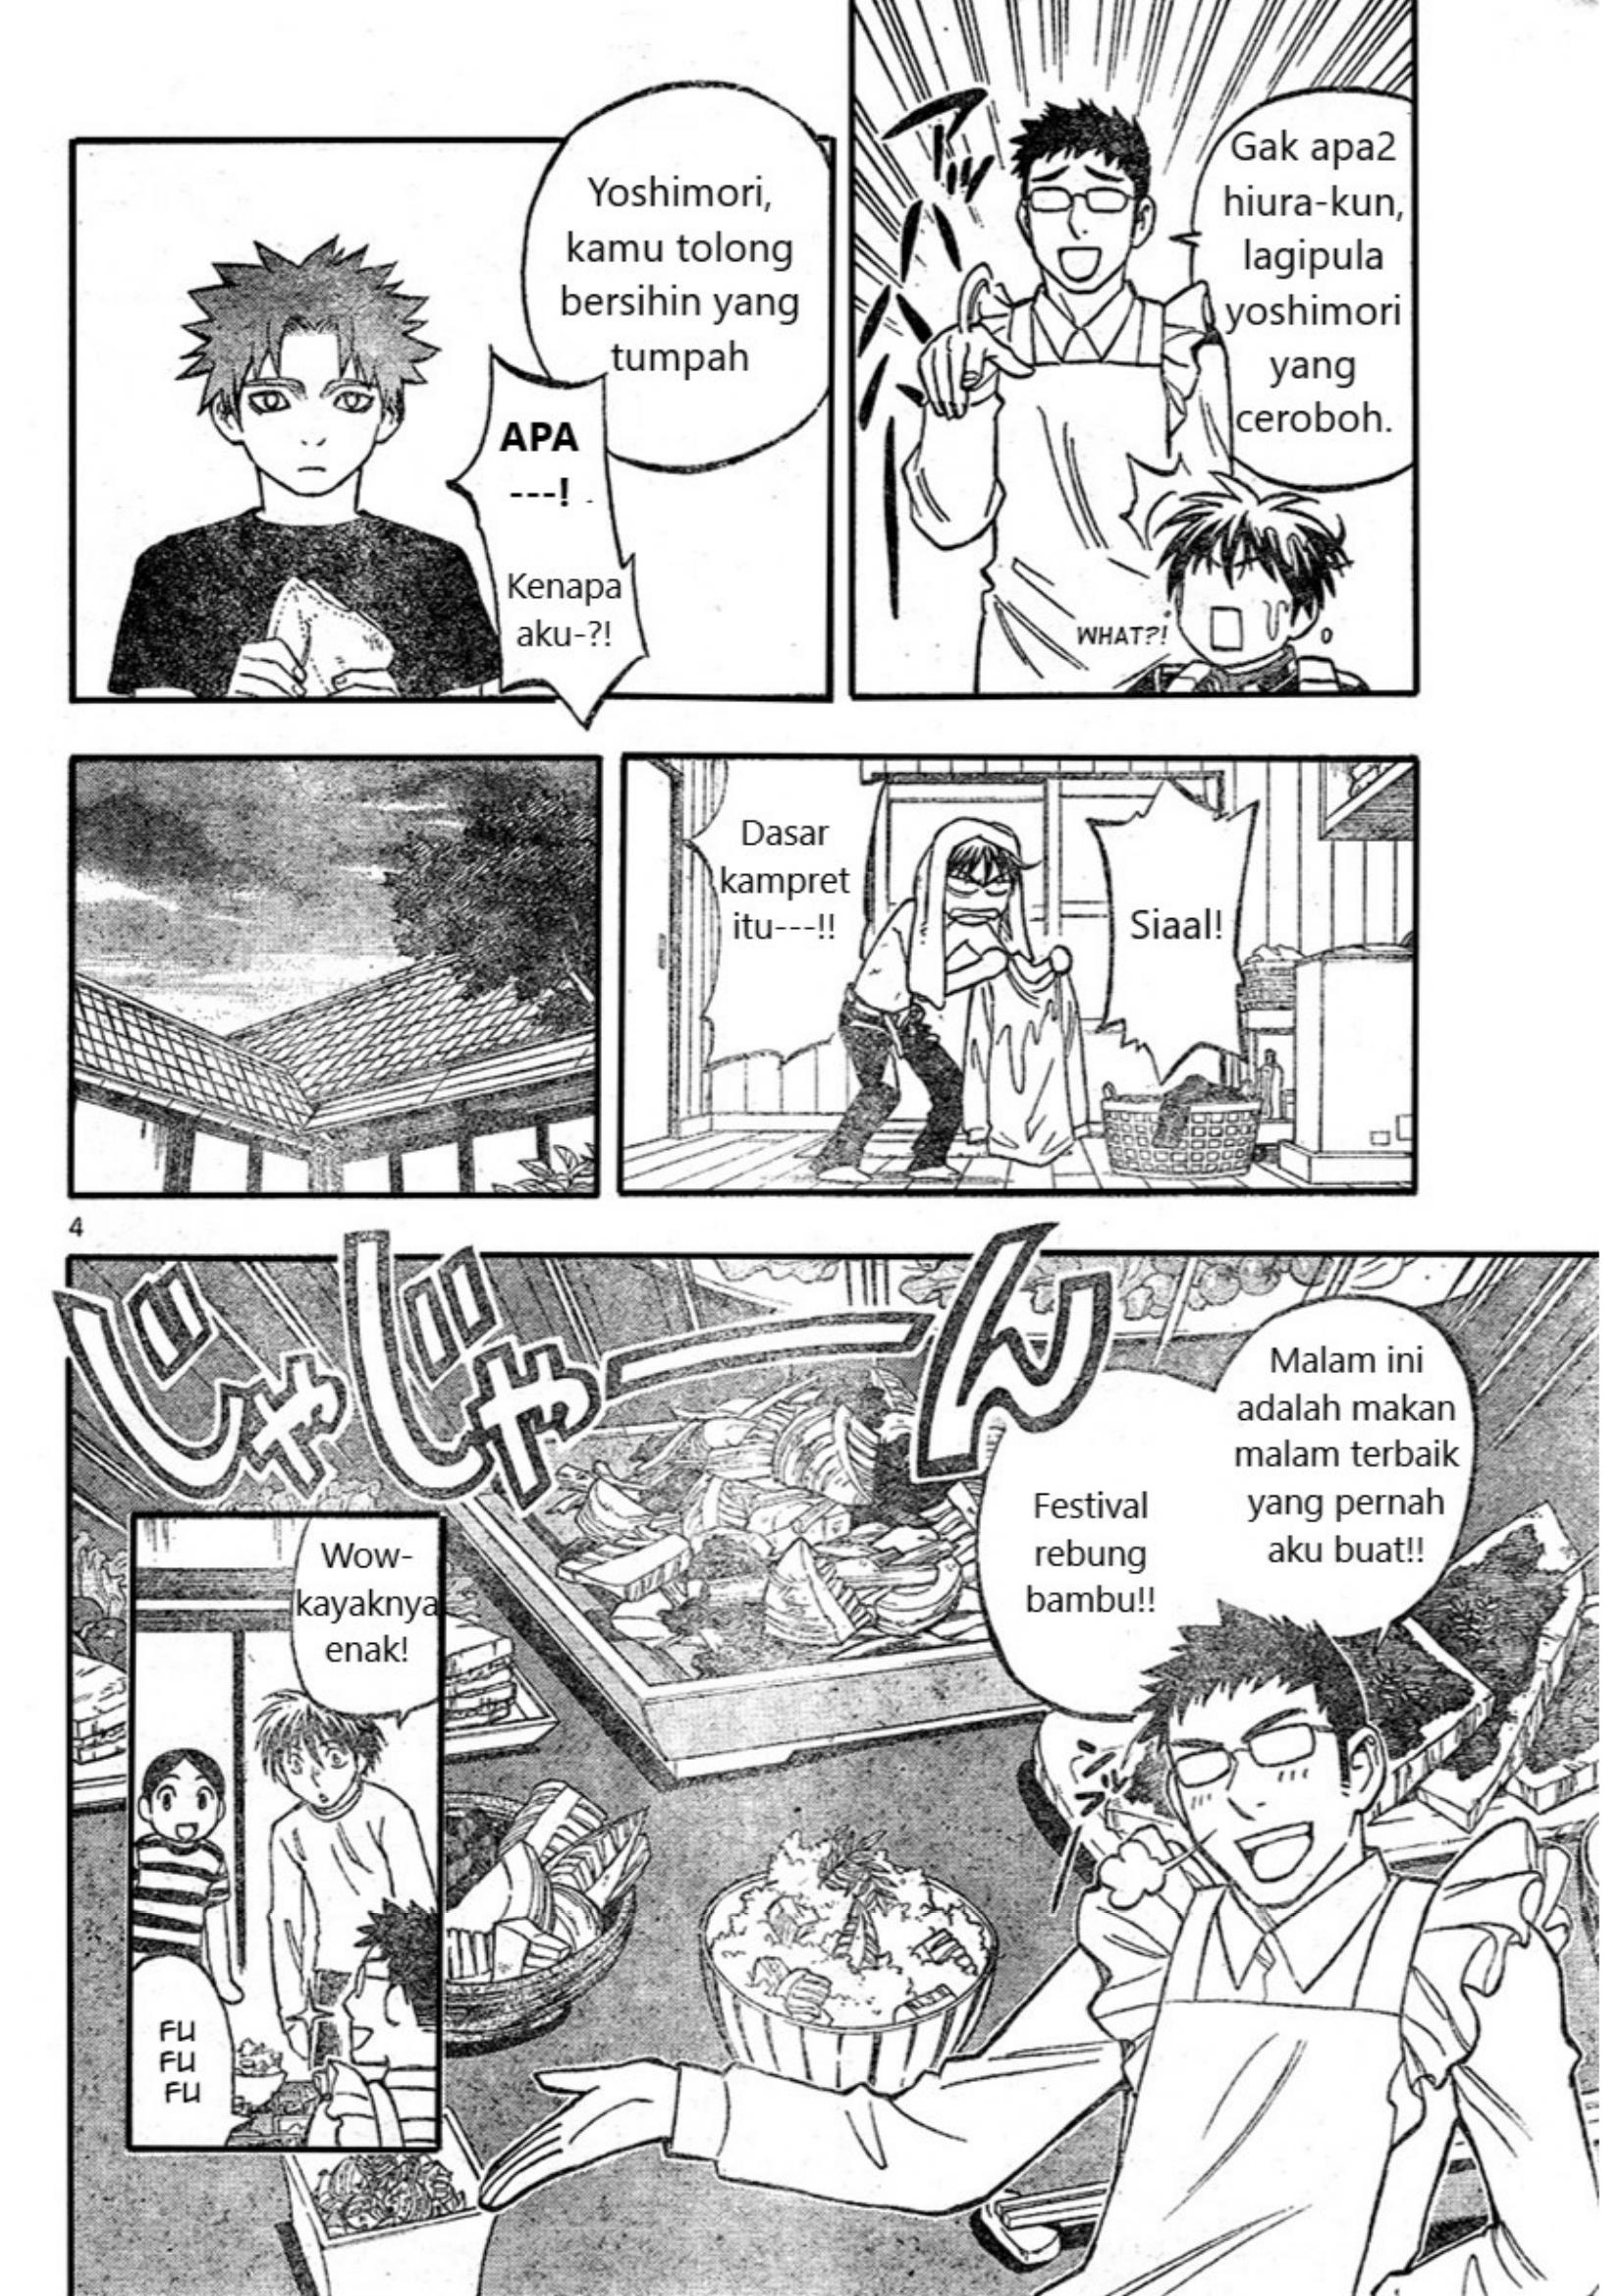 Gak apa2
hiura-kun,
lagipula
yoshimori
yang
ceroboh.
WHAT?!
Yoshimori,
kamu tolong
bersihin yang
tumpah
APA
---!
Kenapa
aku-?!
Siaal!
Dasar
kampret
itu---!!
4
じゃじゃーん
Malam ini
adalah makan
malam terbaik
yang pernah
aku buat!!
Festival
rebung
bambu!!
Wow-
kayaknya
enak!
FU
FU
FU